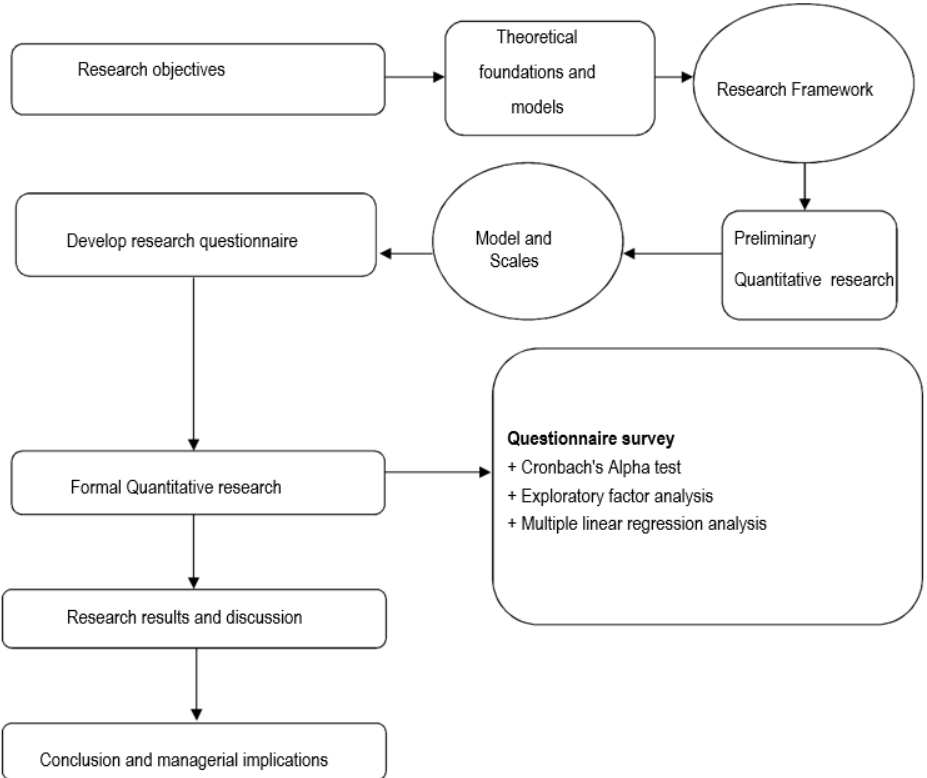 Research objectives
Theoretical
foundations and
models
Research Framework
Preliminary
Quantitative research
Model and
Scales
Develop research questionnaire
Formal Quantitative research
Questionnaire survey
+ Cronbach's Alpha test
+ Exploratory factor analysis
+ Multiple linear regression analysis
Research results and discussion
Conclusion and managerial implications